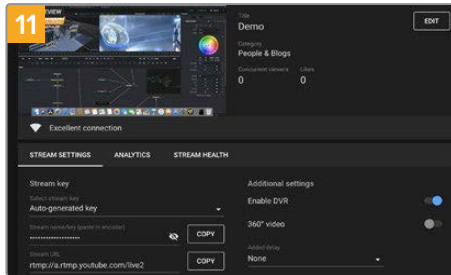 11
Title
Demo
EDIT
Category
People & Blogs
Concurrent viewers Likes
0 0
Excellent connection
STREAM SETTINGS ANALYTICS STREAM HEALTH
Stream key
Additional settings
Select stream key
Auto-generated key
Enable DVR
360° video
Stream name/key (paste in encoder)
COPY
Added delay
None
Stream URL
rtmp://a.rtmp.youtube.com/live2
COPY